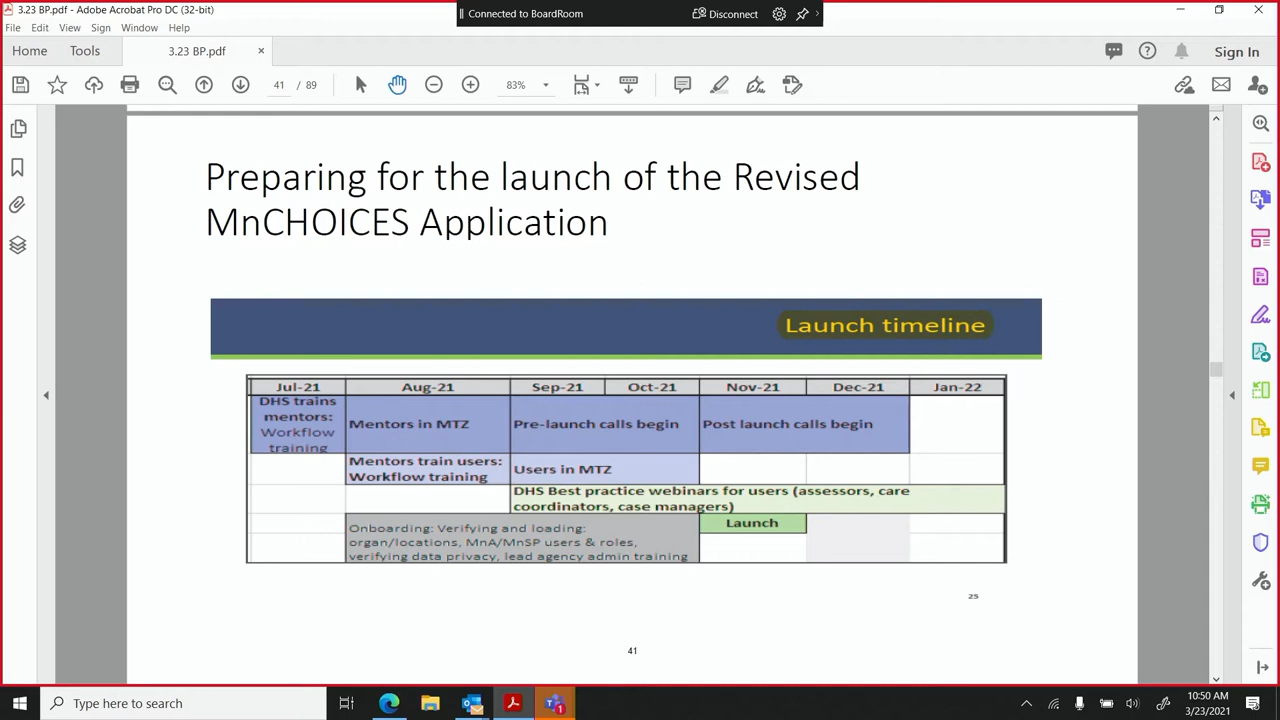 3.23 BP.pdf - Adobe Acrobat Pro DC (32-bit)
Connected to BoardRoom
Disconnect
File Edit View Sign Window Help
Home Tools 3.23 BP.pdf × Sign In
41 / 89 83%
Preparing for the launch of the Revised
MnCHOICES Application
Launch timeline
Jul-21 Aug-21 Sep-21 Oct-21 Nov-21 Dec-21 Jan-22
DHS trains
mentors:
Workflow
training
Mentors in MTZ
Pre-launch calls begin
Post launch calls begin
Mentors train users:
Workflow training
Users in MTZ
DHS Best practice webinars for users (assessors, care
coordinators, case managers)
Onboarding: Verifying and loading:
organ/locations, MnA/MnSP users & roles,
verifying data privacy, lead agency admin training
Launch
25
41
Type here to search
1
10:50 AM
3/23/2021